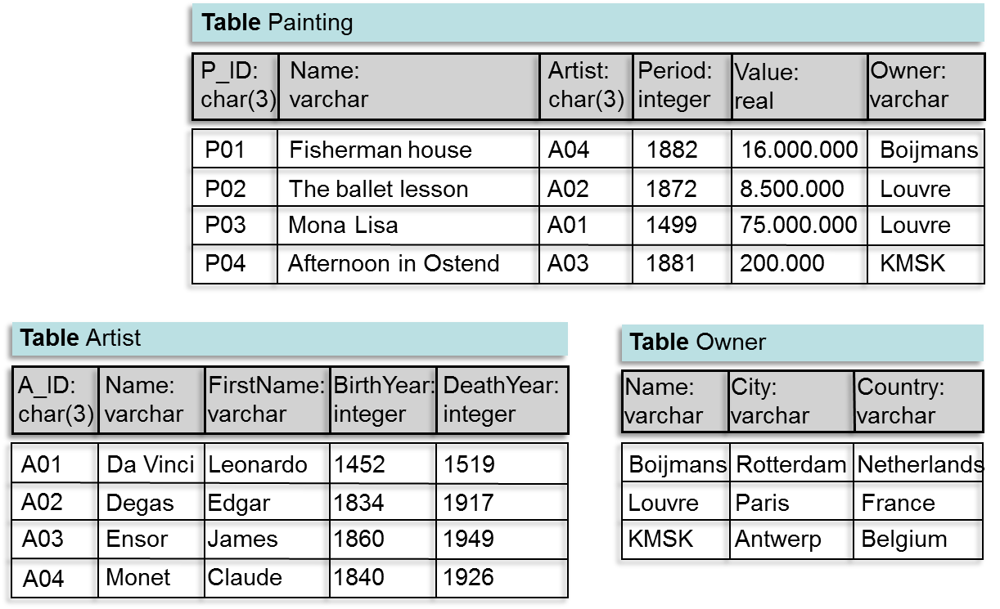 Table Painting
P_ID: Name: Artist: Period: Value: Owner:
char(3) varchar char(3) integer real varchar
P01 Fisherman house A04 1882 16.000.000 Boijmans
P02 The ballet lesson A02 1872 8.500.000 Louvre
P03 Mona Lisa A01 1499 75.000.000 Louvre
P04 Afternoon in Ostend A03 1881 200.000 KMSK
Table Artist
A_ID: Name: FirstName: BirthYear: DeathYear:
char(3) varchar varchar integer integer
A01 Da Vinci Leonardo 1452 1519
A02 Degas Edgar 1834 1917
A03 Ensor James 1860 1949
A04 Monet Claude 1840 1926
Table Owner
Name: City: Country:
varchar varchar varchar
Boijmans Rotterdam Netherlands
Louvre Paris France
KMSK Antwerp Belgium